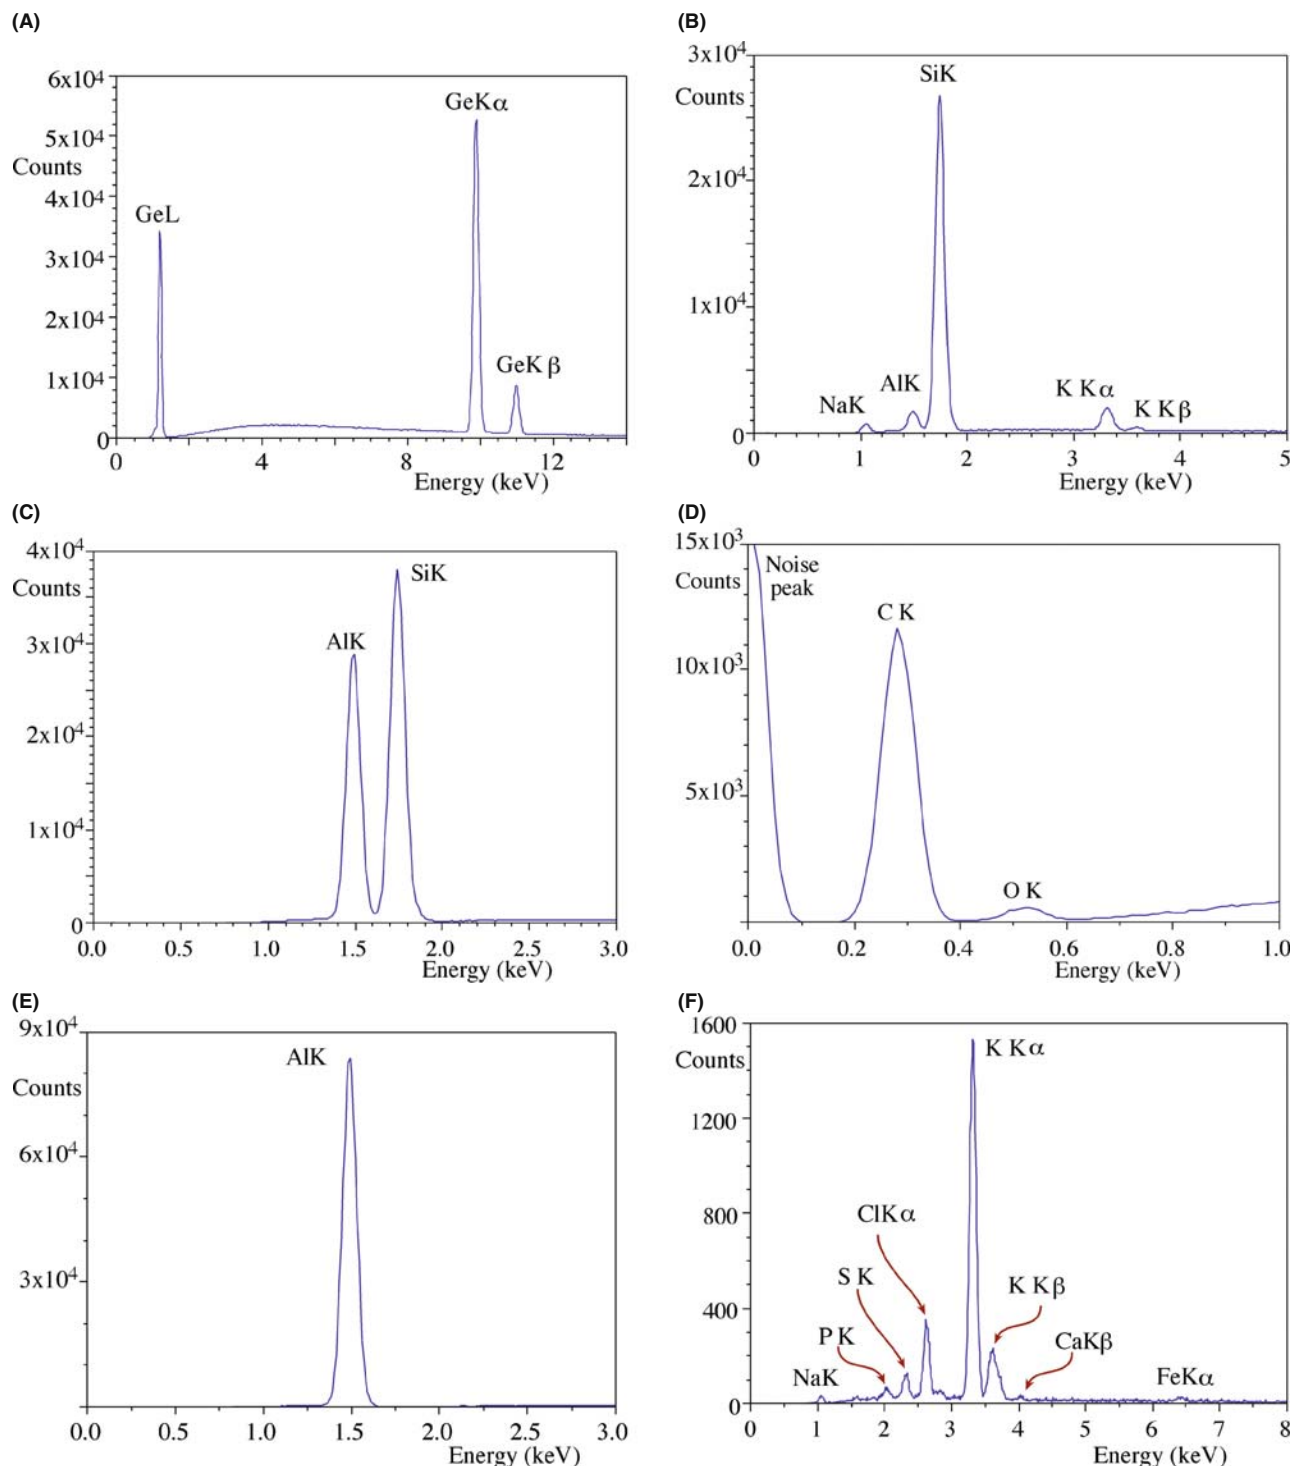 (A)
6x10⁴
5x10⁴
Counts
4x10⁴
3x10⁴
2x10⁴
1x10⁴
0
GeL
GeKα
GeK β
0 4 8 12
Energy (keV)
(B)
3x10⁴
Counts
2x10⁴
1x10⁴
0
NaK
AlK
SiK
K Kα
K Kβ
0 1 2 3 4 5
Energy (keV)
(C)
4x10⁴
Counts
3x10⁴
2x10⁴
1x10⁴
0
AlK
SiK
0.0 0.5 1.0 1.5 2.0 2.5 3.0
Energy (keV)
(D)
15x10³
Counts
10x10³
5x10³
Noise
peak
C K
O K
0.0 0.2 0.4 0.6 0.8 1.0
Energy (keV)
(E)
9x10⁴
Counts
6x10⁴
3x10⁴
AlK
0.0 0.5 1.0 1.5 2.0 2.5 3.0
Energy (keV)
(F)
1600
Counts
1200
800
400
0
NaK
P K
S K
ClKα
K Kα
K Kβ
CaKβ
FeKα
0 1 2 3 4 5 6 7 8
Energy (keV)